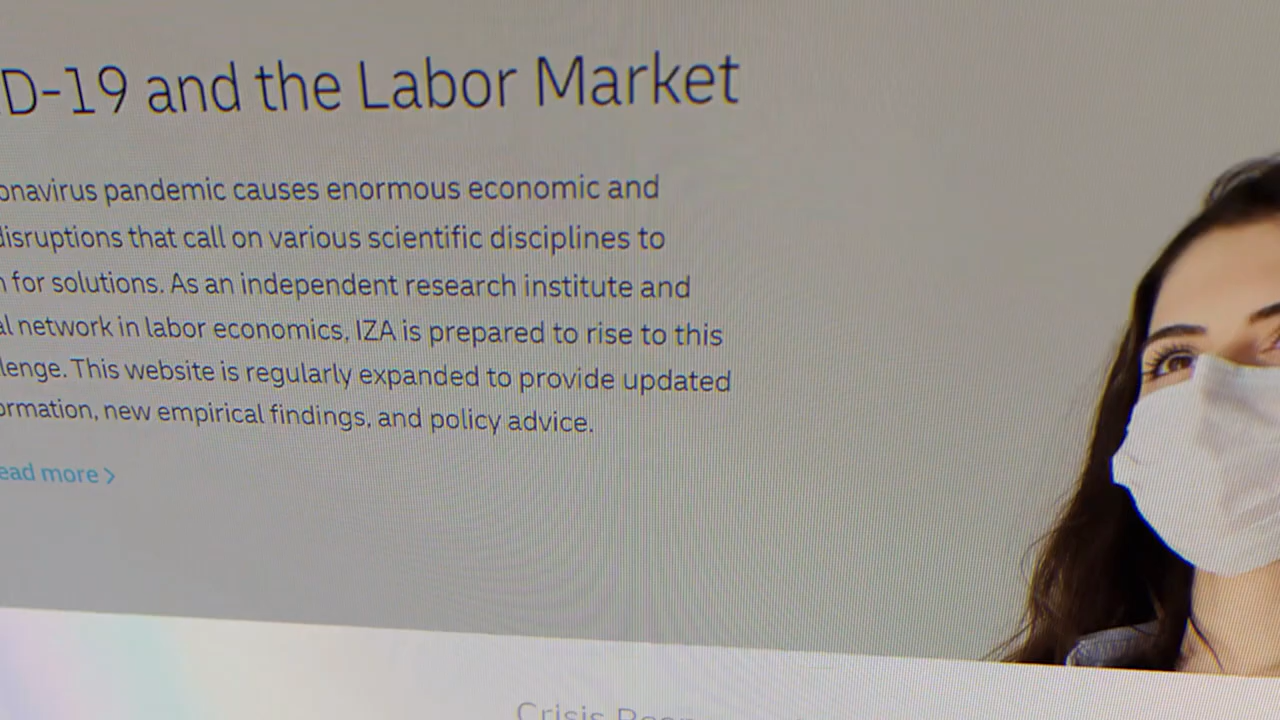 D-19 and the Labor Market
onavirus pandemic causes enormous economic and
disruptions that call on various scientific disciplines to
for solutions. As an independent research institute and
al network in labor economics, IZA is prepared to rise to this
lenge. This website is regularly expanded to provide updated
ormation, new empirical findings, and policy advice.
ead more >
Crisis